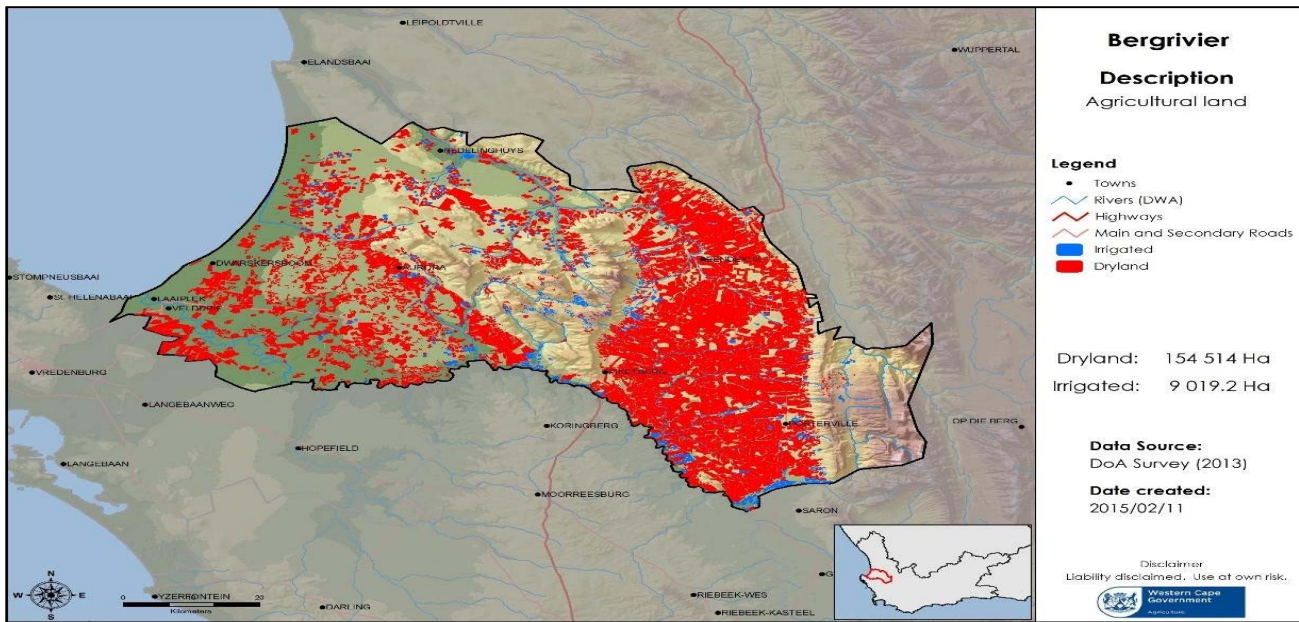 LEIPOLDTVILLE
WUPPERTAL
ELANDSBAAI
REDELINGHUYS
DWARSKERSBOOM
AURORA
STOMPNEUSBAAI
ST. HELENABAAI
LAAIPLEK
VREDENBURG
LANGEBAANWEG
KORINGBERG
PORTERVILLE
OP DIE BERG
HOPEFIELD
LANGEBAAN
MOORREESBURG
SARON
YZERFONTEIN
DARLING
RIEBEEK-WES
RIEBEEK-KASTEEL
G
N
W
E
S
0
20
Kilometers
Bergrivier
Description
Agricultural land
Legend
Towns
Rivers (DWA)
Highways
Main and Secondary Roads
Irrigated
Dryland
Dryland: 154 514 Ha
Irrigated: 9 019.2 Ha
Data Source:
DoA Survey (2013)
Date created:
2015/02/11
Disclaimer
Liability disclaimed. Use at own risk.
Western Cape
Government
Agriculture